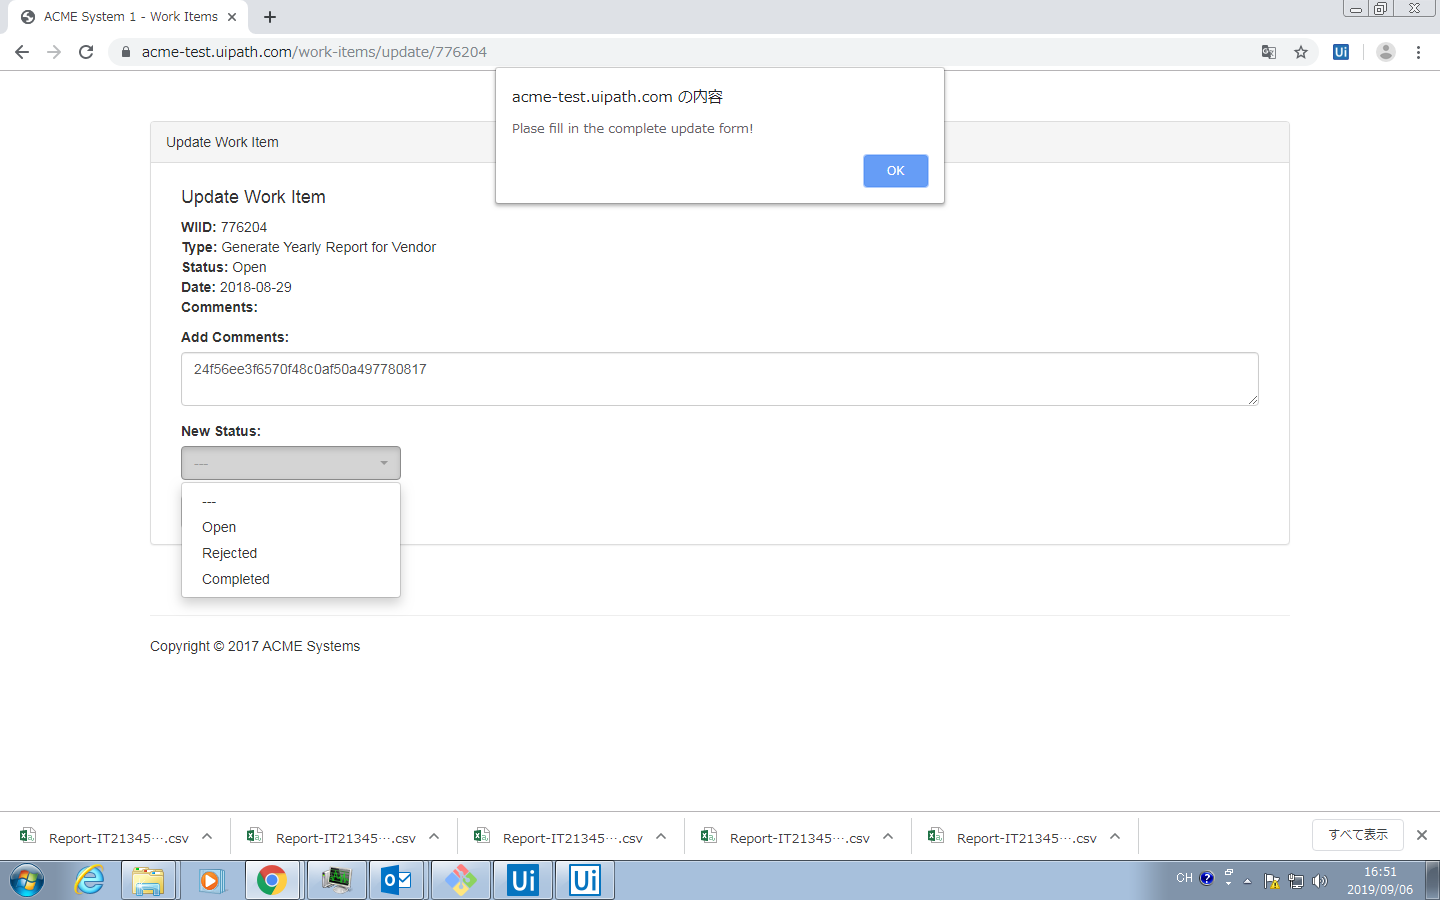 ACME System 1 - Work Items
acme-test.uipath.com/work-items/update/776204
acme-test.uipath.com の内容
Plase fill in the complete update form!
OK
Update Work Item
Update Work Item
WIID: 776204
Type: Generate Yearly Report for Vendor
Status: Open
Date: 2018-08-29
Comments:
Add Comments:
24f56ee3f6570f48c0af50a497780817
New Status:
---
---
Open
Rejected
Completed
Copyright © 2017 ACME Systems
Report-IT21345….csv
Report-IT21345….csv
Report-IT21345….csv
Report-IT21345….csv
Report-IT21345….csv
すべて表示
CH
16:51
2019/09/06